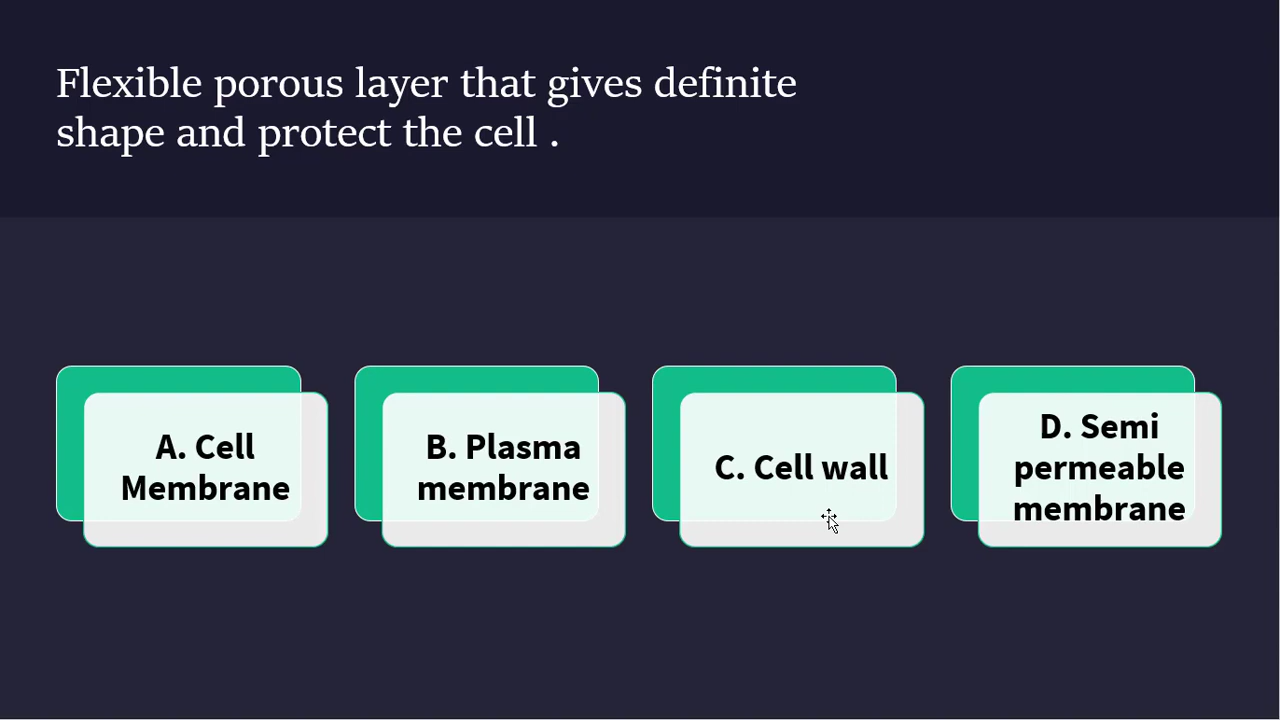 Flexible porous layer that gives definite
shape and protect the cell .
A. Cell
Membrane
B. Plasma
membrane
C. Cell wall
D. Semi
permeable
membrane